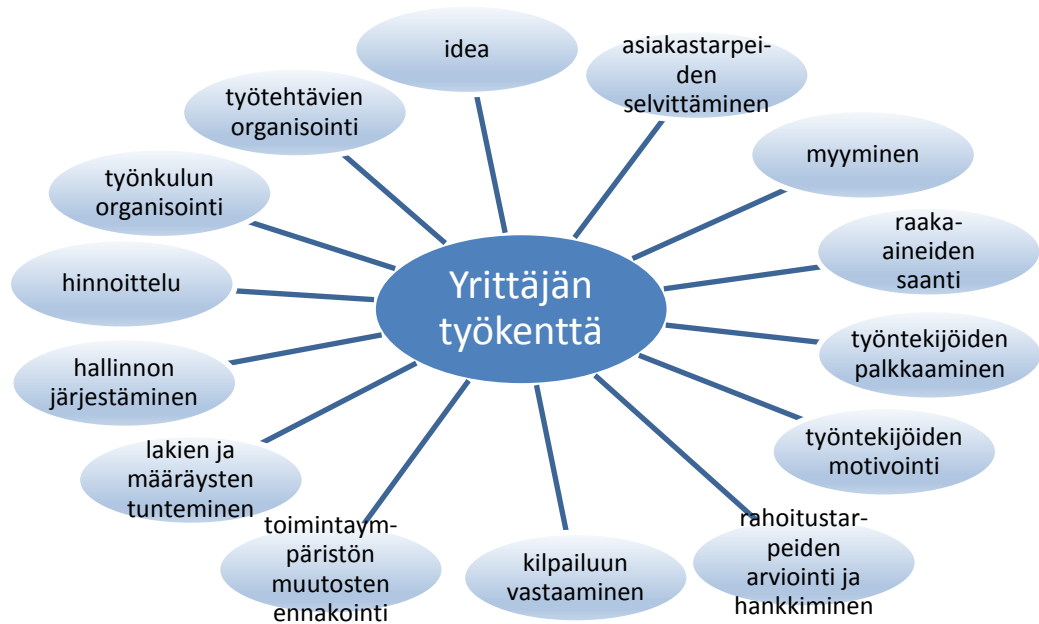 idea
asiakastarpei-
den
selvittäminen
myyminen
raaka-
aineiden
saanti
työntekijöiden
palkkaaminen
työntekijöiden
motivointi
rahoitustar-
peiden
arviointi ja
hankkiminen
kilpailuun
vastaaminen
toimintaym-
päristön
muutosten
ennakointi
lakien ja
määräysten
tunteminen
hallinnon
järjestäminen
hinnoittelu
työnkulun
organisointi
työtehtävien
organisointi
Yrittäjän
työkenttä